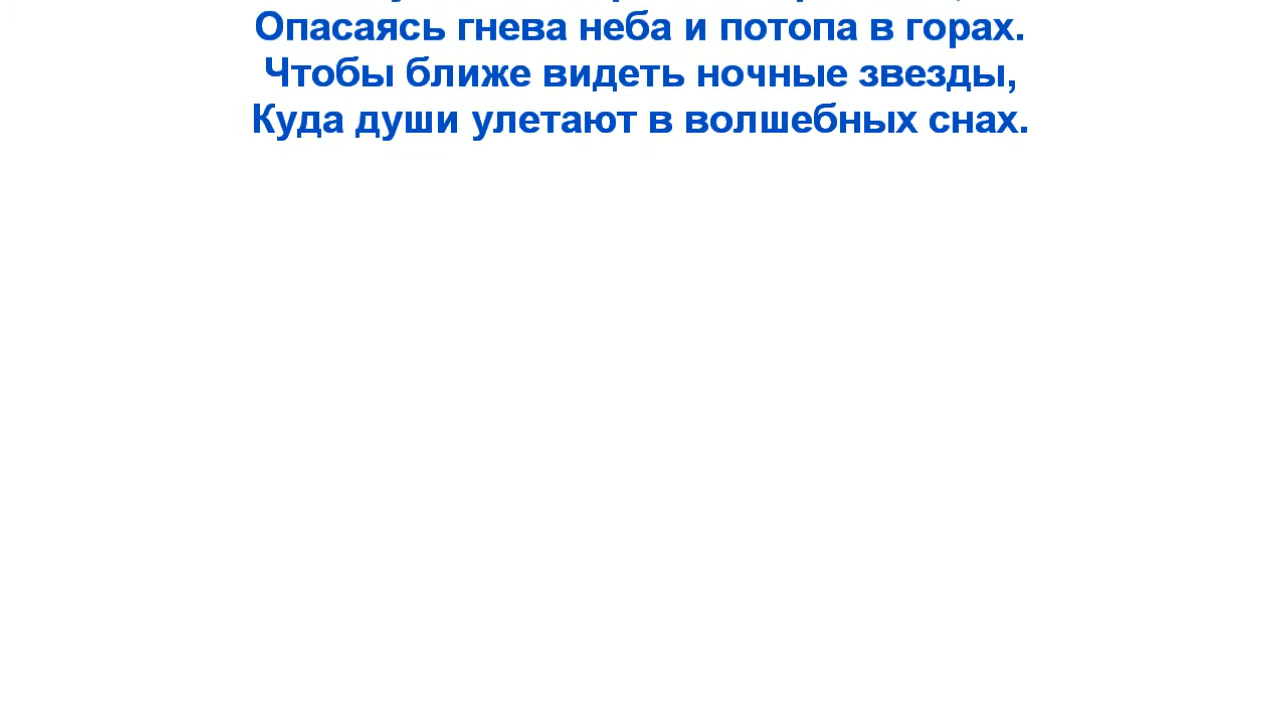 Опасаясь гнева неба и потопа в горах.
Чтобы ближе видеть ночные звезды,
Куда души улетают в волшебных снах.